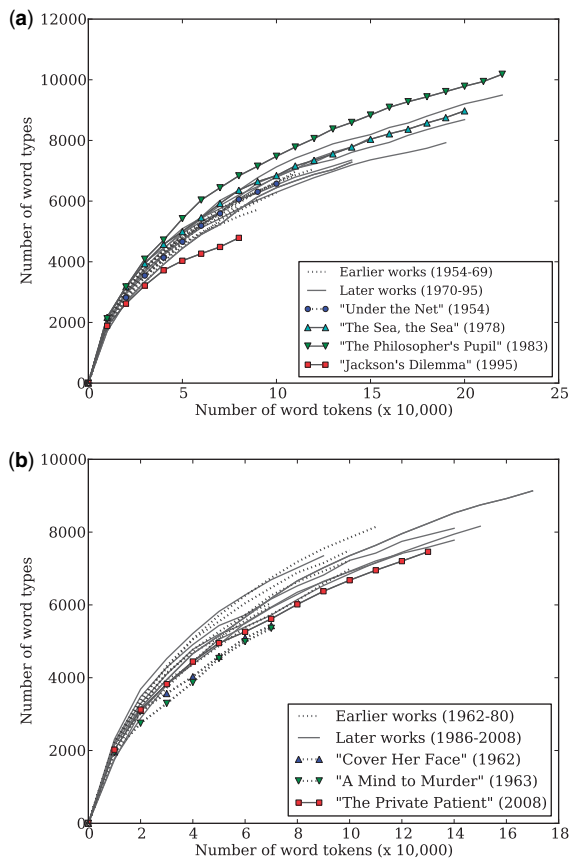 (a)
12000
10000
8000
6000
4000
2000
0
Number of word types
Earlier works (1954-69)
Later works (1970-95)
"Under the Net" (1954)
"The Sea, the Sea" (1978)
"The Philosopher's Pupil" (1983)
"Jackson's Dilemma" (1995)
0 5 10 15 20 25
Number of word tokens (x 10,000)
(b)
10000
8000
6000
4000
2000
0
Number of word types
Earlier works (1962-80)
Later works (1986-2008)
"Cover Her Face" (1962)
"A Mind to Murder" (1963)
"The Private Patient" (2008)
0 2 4 6 8 10 12 14 16 18
Number of word tokens (x 10,000)